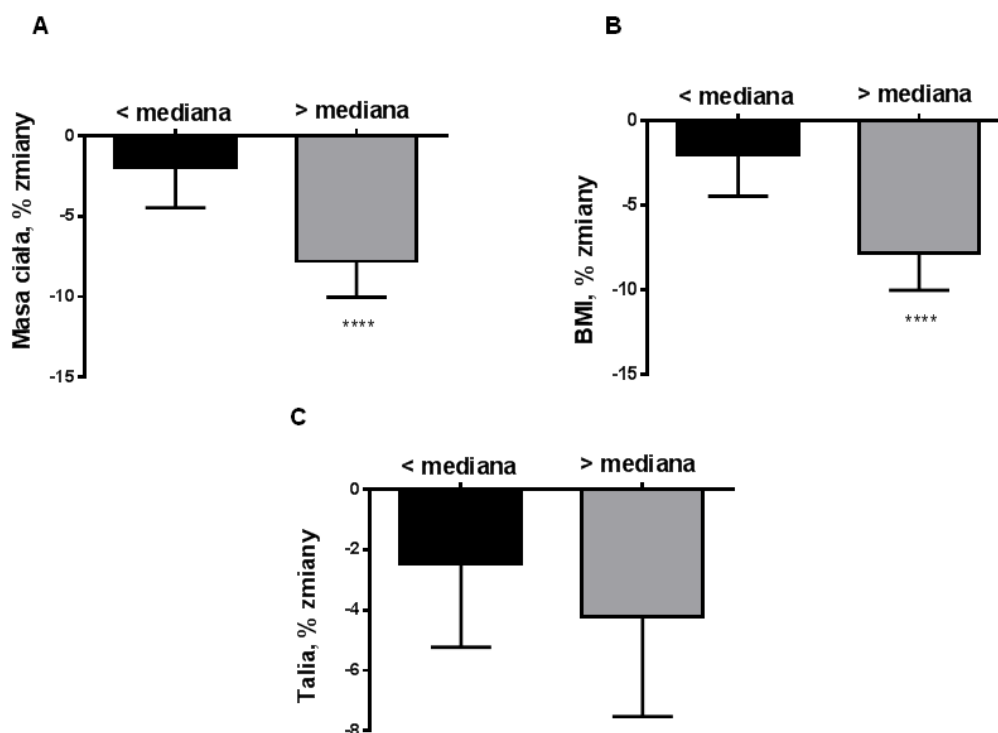 A
< mediana > mediana
0
-5
-10
-15
Masa ciała, % zmiany
****
B
< mediana > mediana
0
-5
-10
-15
BMI, % zmiany
****
C
< mediana > mediana
0
-2
-4
-6
-8
Talia, % zmiany